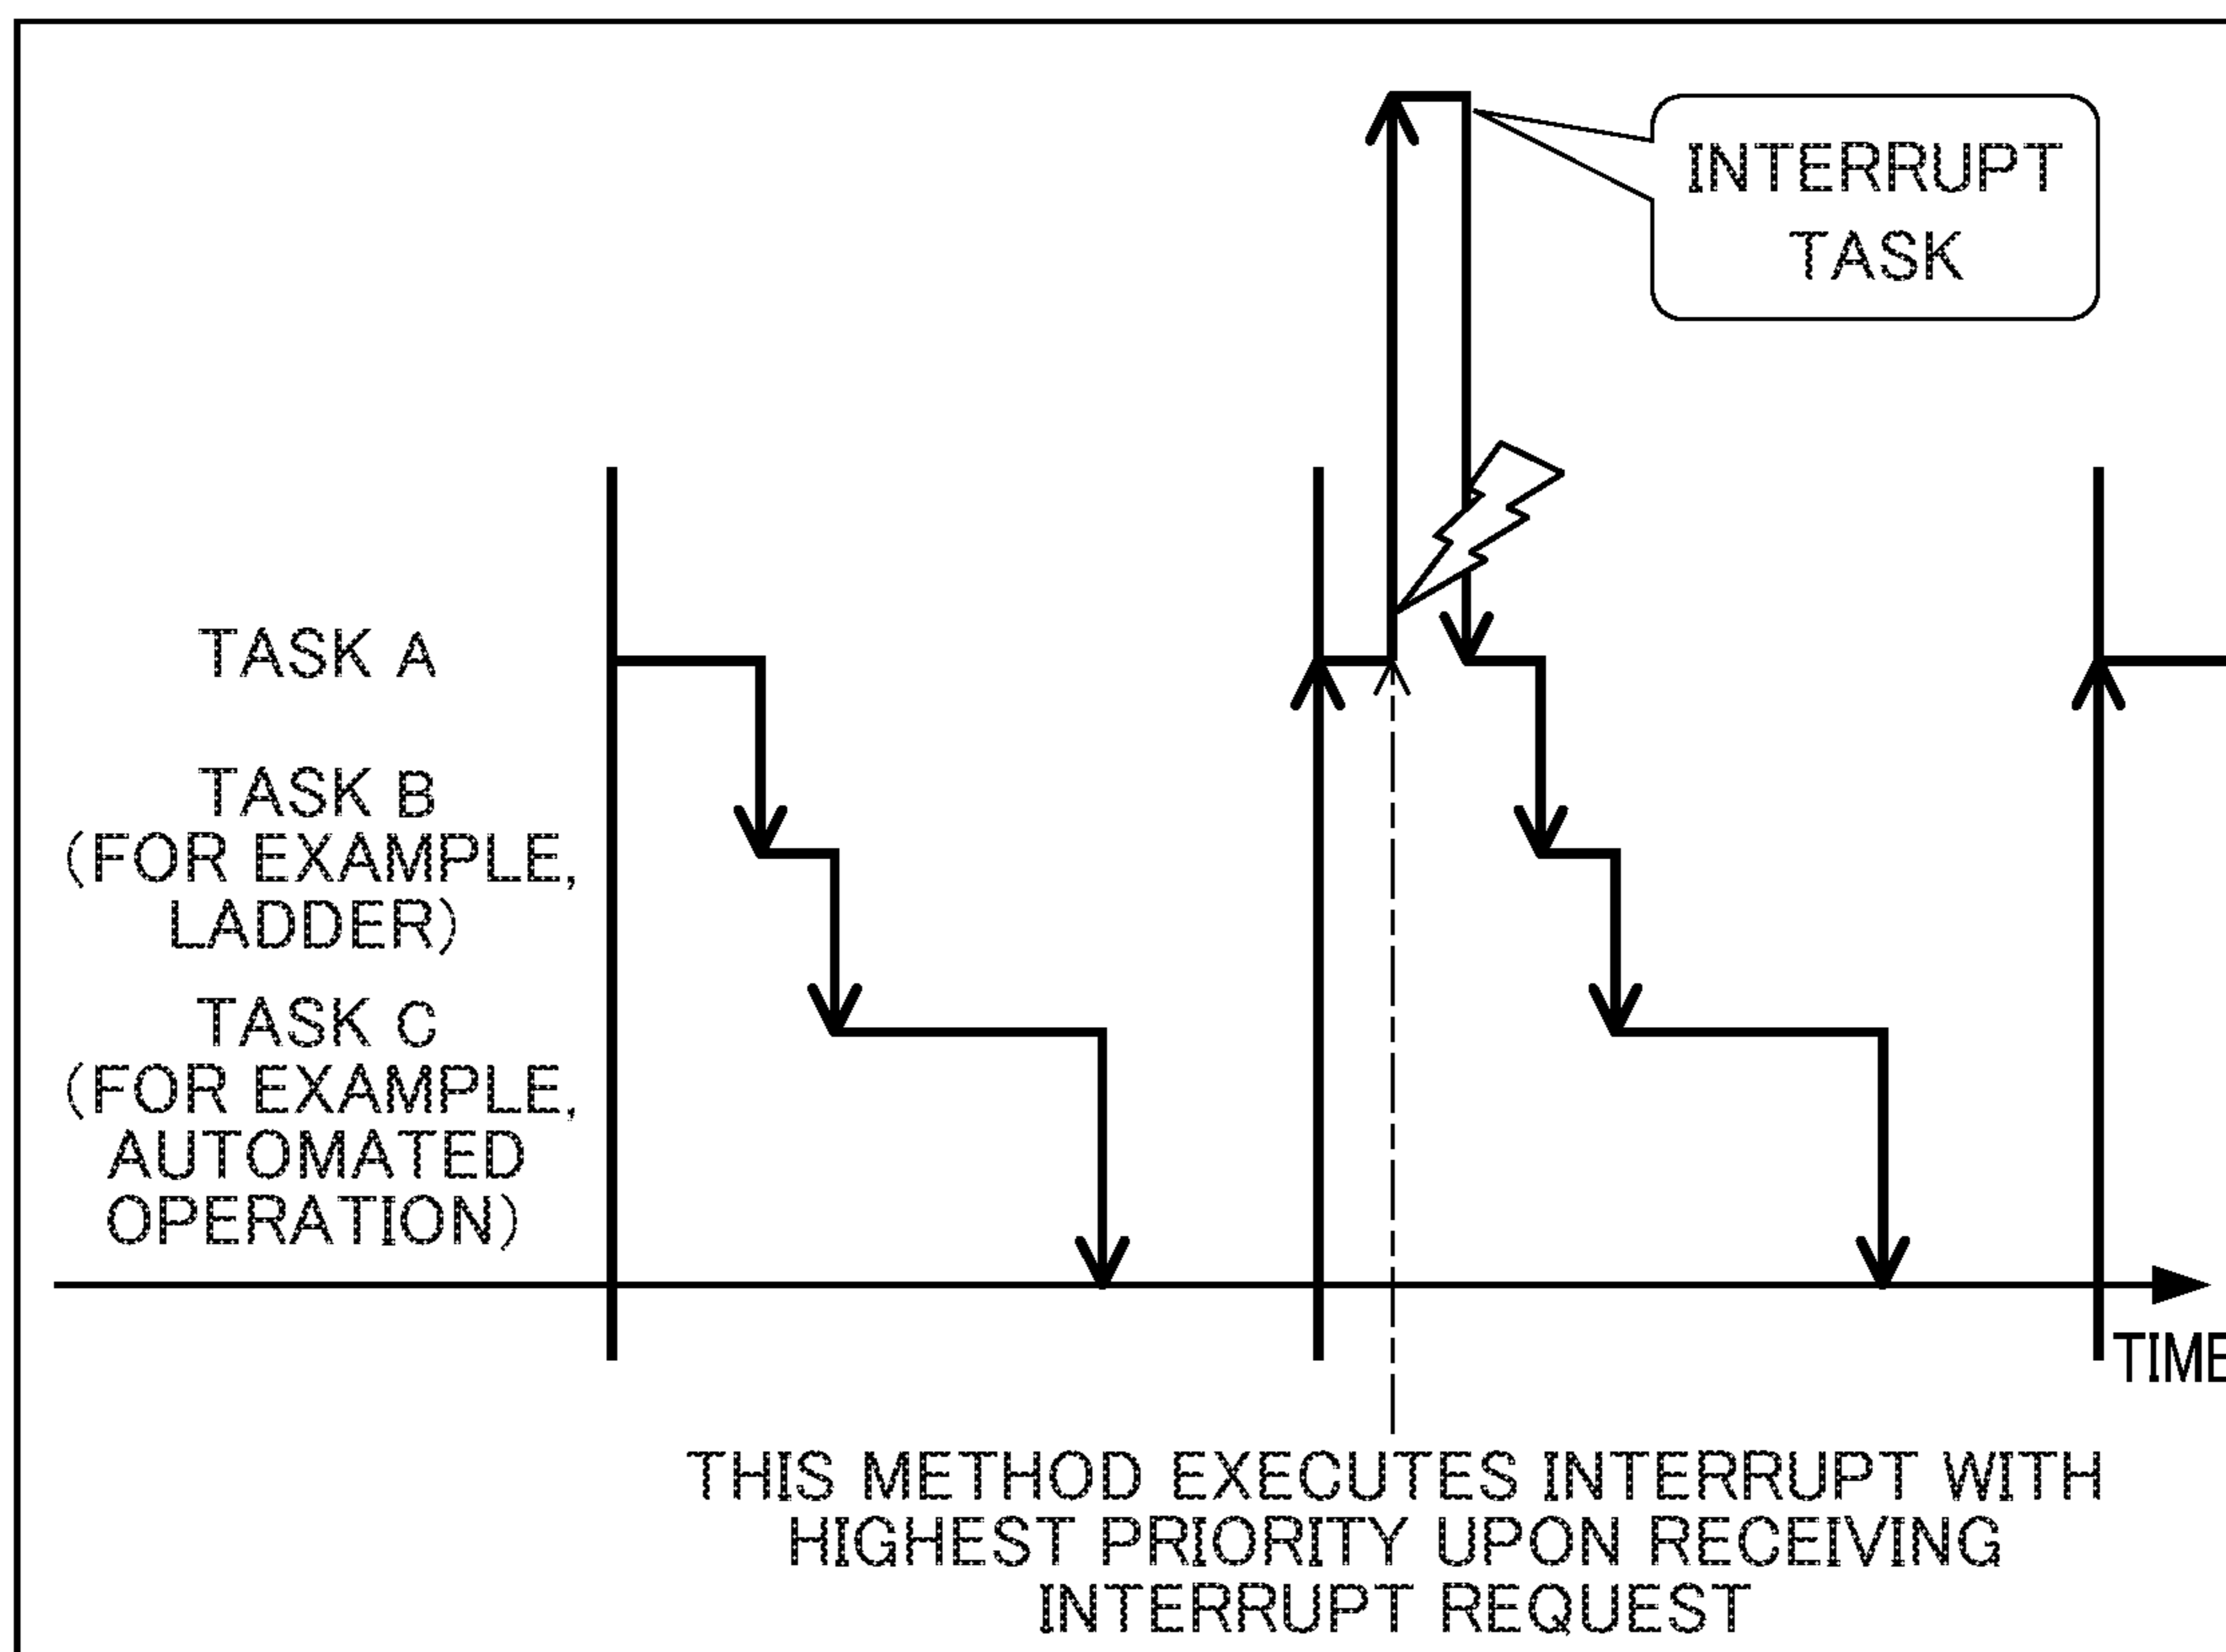 INTERRUPT
TASK
TASK A
TASK B
(FOR EXAMPLE,
LADDER)
TASK C
(FOR EXAMPLE,
AUTOMATED
OPERATION)
TIME
THIS METHOD EXECUTES INTERRUPT WITH
HIGHEST PRIORITY UPON RECEIVING
INTERRUPT REQUEST